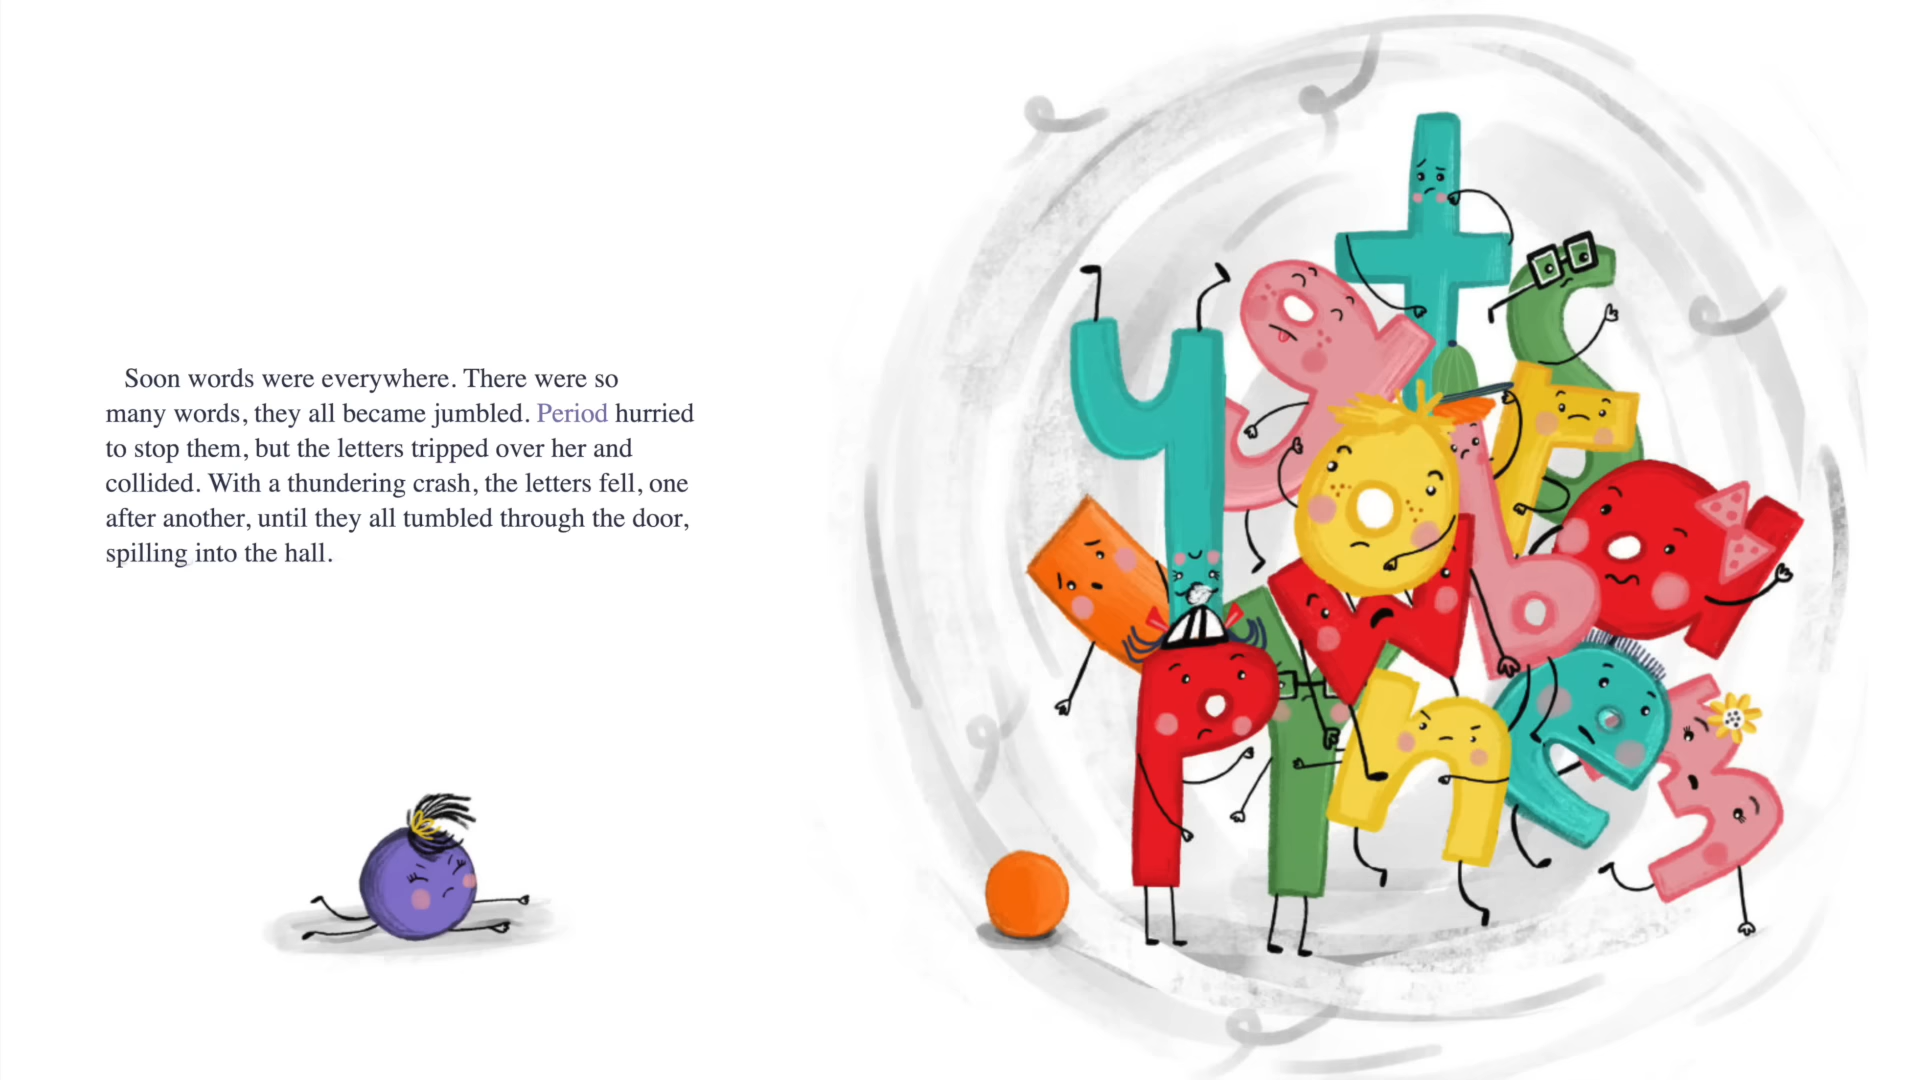 Soon words were everywhere. There were so
many words, they all became jumbled. Period hurried
to stop them, but the letters tripped over her and
collided. With a thundering crash, the letters fell, one
after another, until they all tumbled through the door,
spilling into the hall.